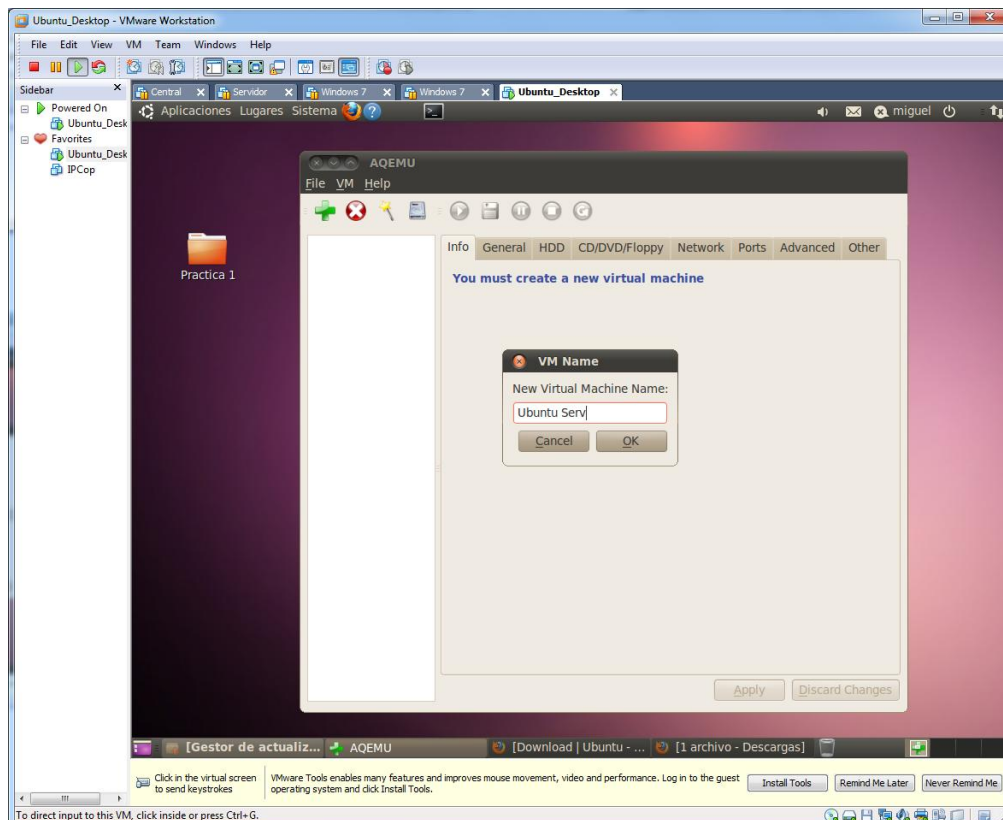 Ubuntu_Desktop - VMware Workstation
File Edit View VM Team Windows Help
Sidebar
Powered On
Ubuntu_Desk
Favorites
Ubuntu_Desk
IPCop
Central Servidor Windows 7 Windows 7 Ubuntu_Desktop
Aplicaciones Lugares Sistema miguel
Practica 1
AQEMU
File VM Help
Info General HDD CD/DVD/Floppy Network Ports Advanced Other
You must create a new virtual machine
VM Name
New Virtual Machine Name:
Ubuntu Serv
Cancel OK
Apply Discard Changes
[Gestor de actualiz... AQEMU [Download | Ubuntu - ... [1 archivo - Descargas]
Click in the virtual screen
to send keystrokes
VMware Tools enables many features and improves mouse movement, video and performance. Log in to the guest
operating system and click Install Tools.
Install Tools Remind Me Later Never Remind Me
To direct input to this VM, click inside or press Ctrl+G.